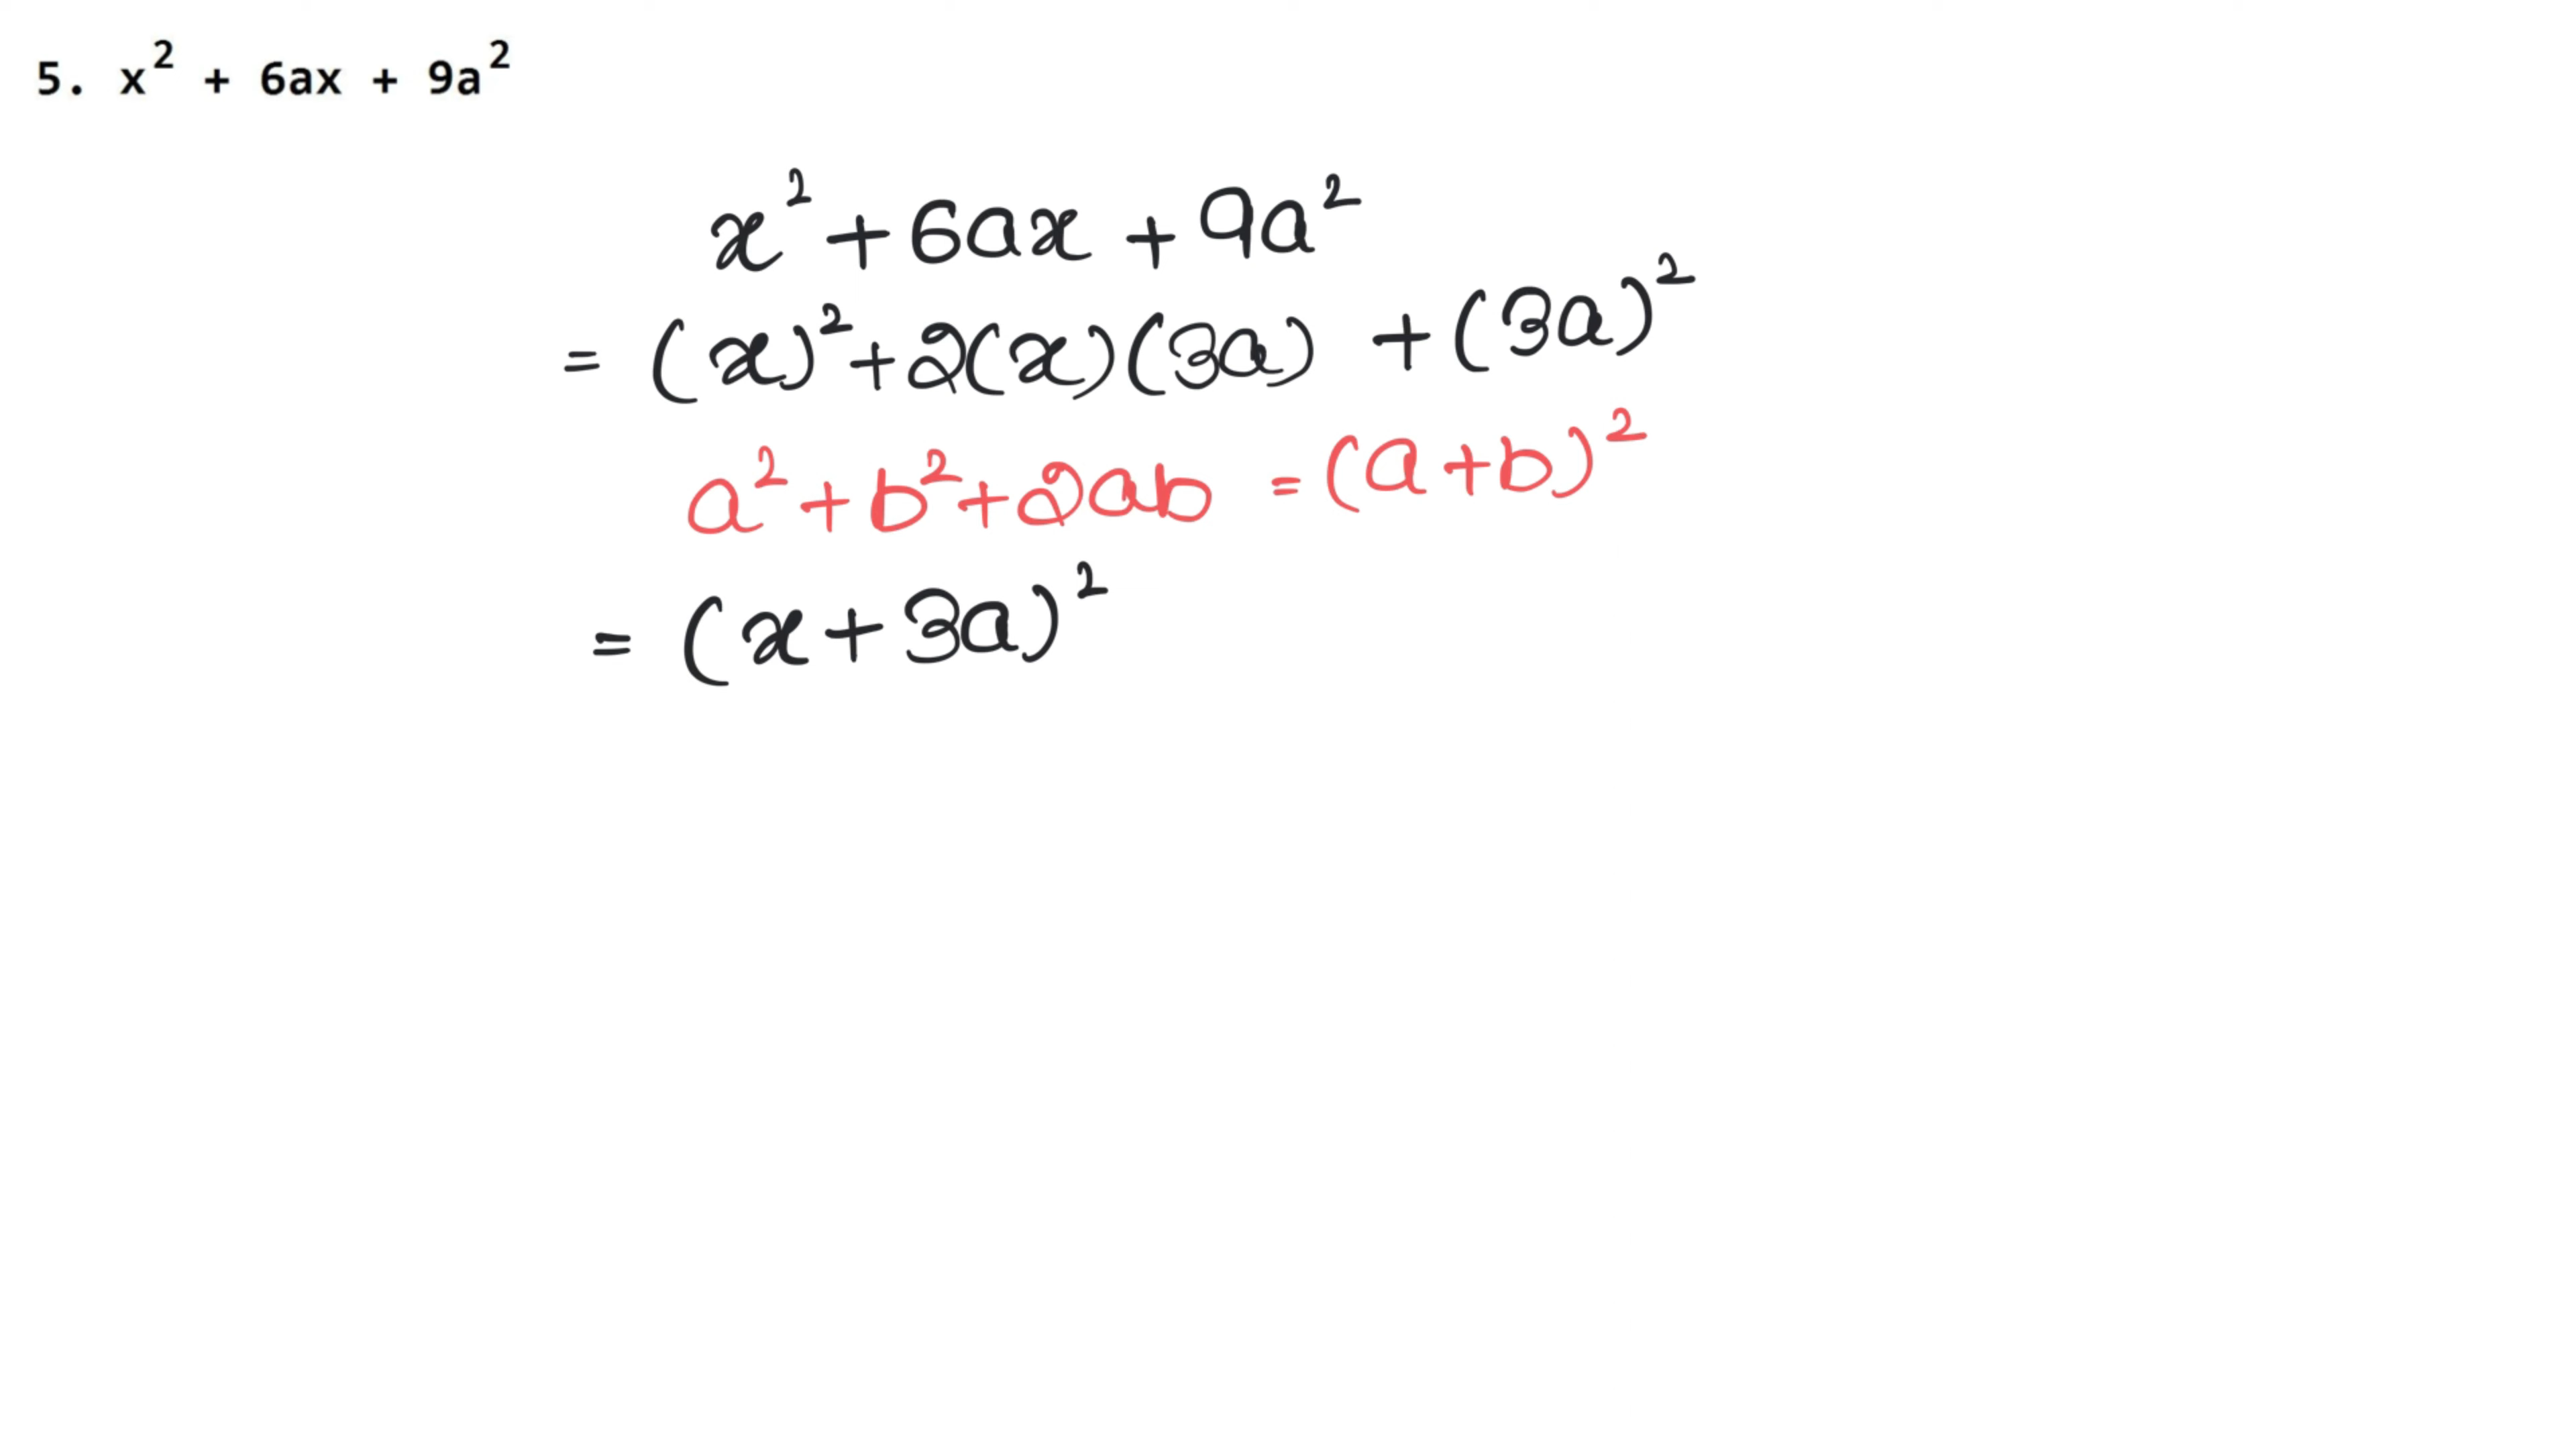 5. x² + 6ax + 9a²
x² + 6ax + 9a²
= (x)² + 2(x)(3a) + (3a)²
a² + b² + 2ab = (a + b)²
= (x + 3a)²